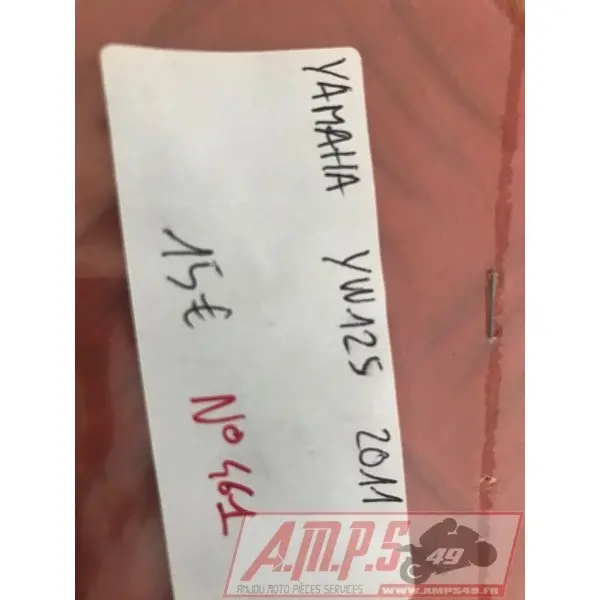 YAMAHA YW125 2011
15€ N° 461
A.M.P.S 49
ANJOU MOTO PIÈCES SERVICES
WWW.AMPS49.FR